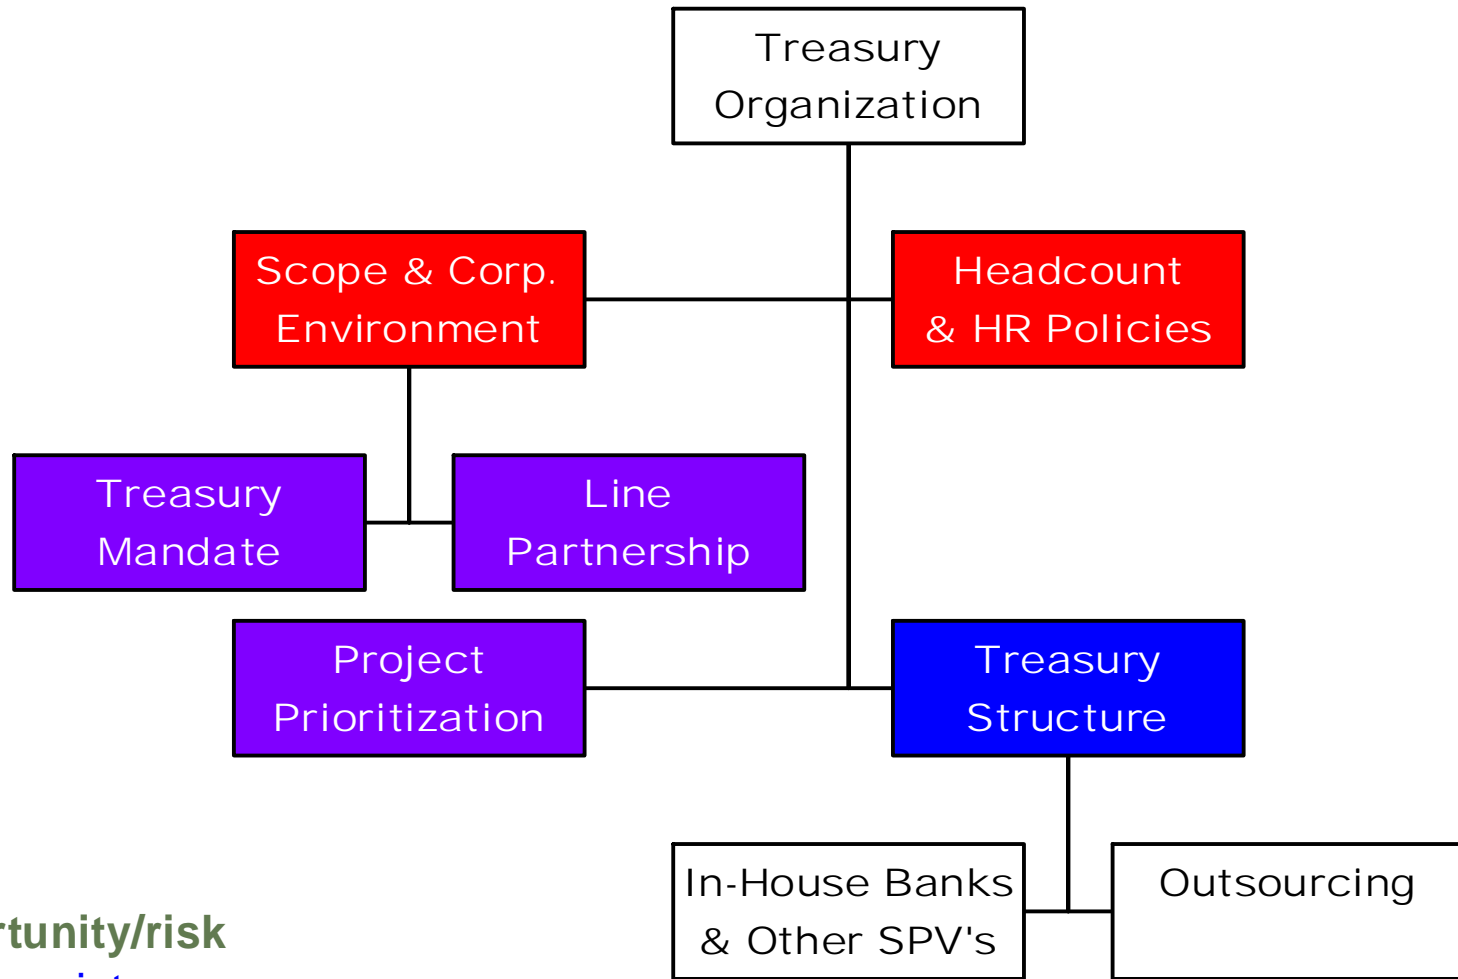 Treasury
Organization
Scope & Corp.
Environment
Headcount
& HR Policies
Treasury
Mandate
Line
Partnership
Project
Prioritization
Treasury
Structure
In-House Banks
& Other SPV's
Outsourcing
rtunity/risk